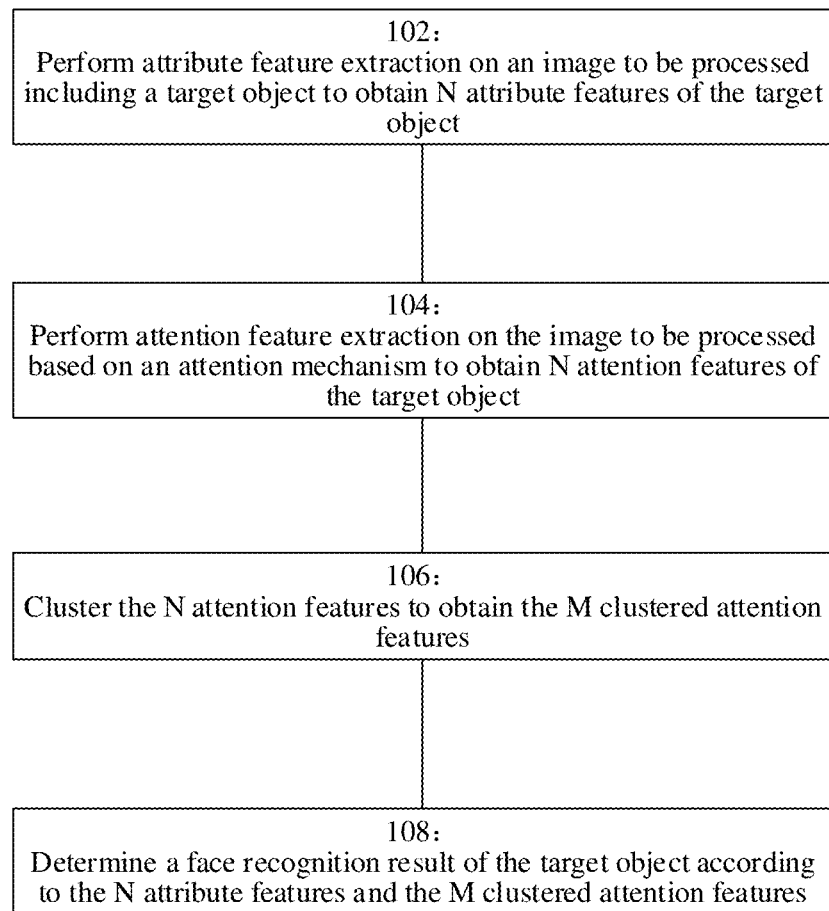 102：
Perform attribute feature extraction on an image to be processed
including a target object to obtain N attribute features of the target
object
104：
Perform attention feature extraction on the image to be processed
based on an attention mechanism to obtain N attention features of
the target object
106：
Cluster the N attention features to obtain the M clustered attention
features
108：
Determine a face recognition result of the target object according
to the N attribute features and the M clustered attention features